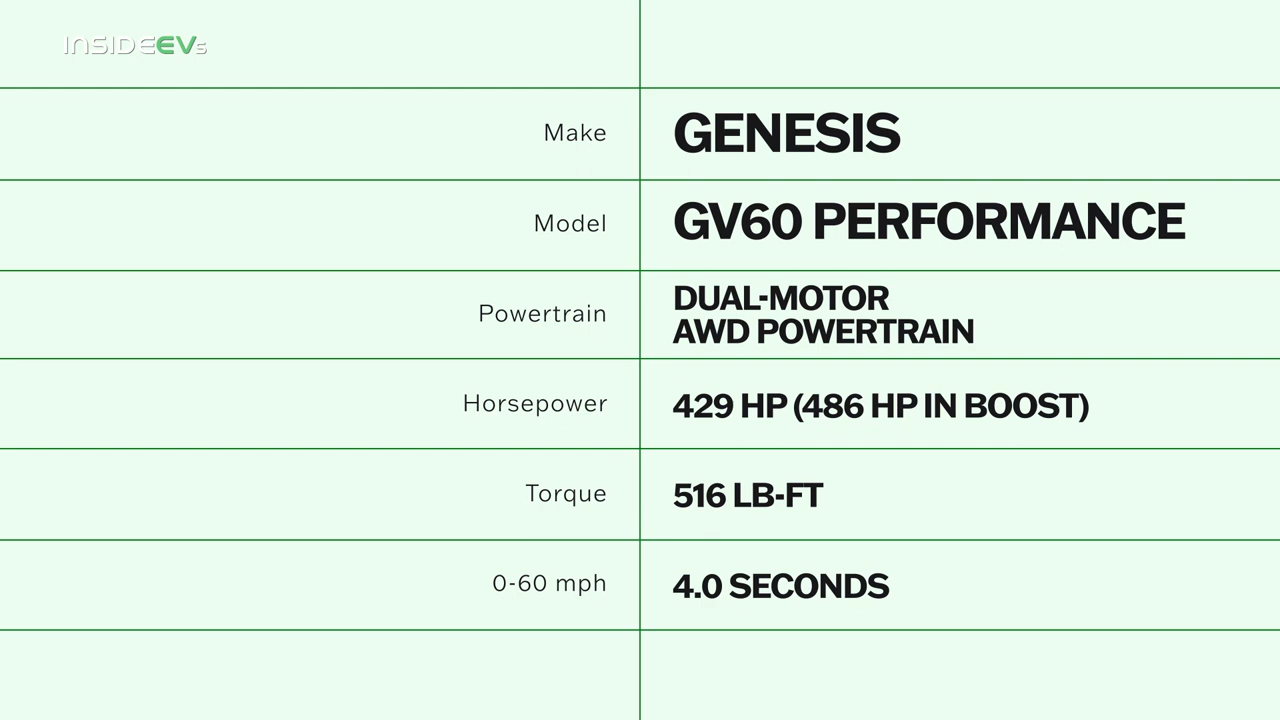 INSIDEEVs
Make
GENESIS
Model
GV60 PERFORMANCE
Powertrain
DUAL-MOTOR
AWD POWERTRAIN
Horsepower
429 HP (486 HP IN BOOST)
Torque
516 LB-FT
0-60 mph
4.0 SECONDS